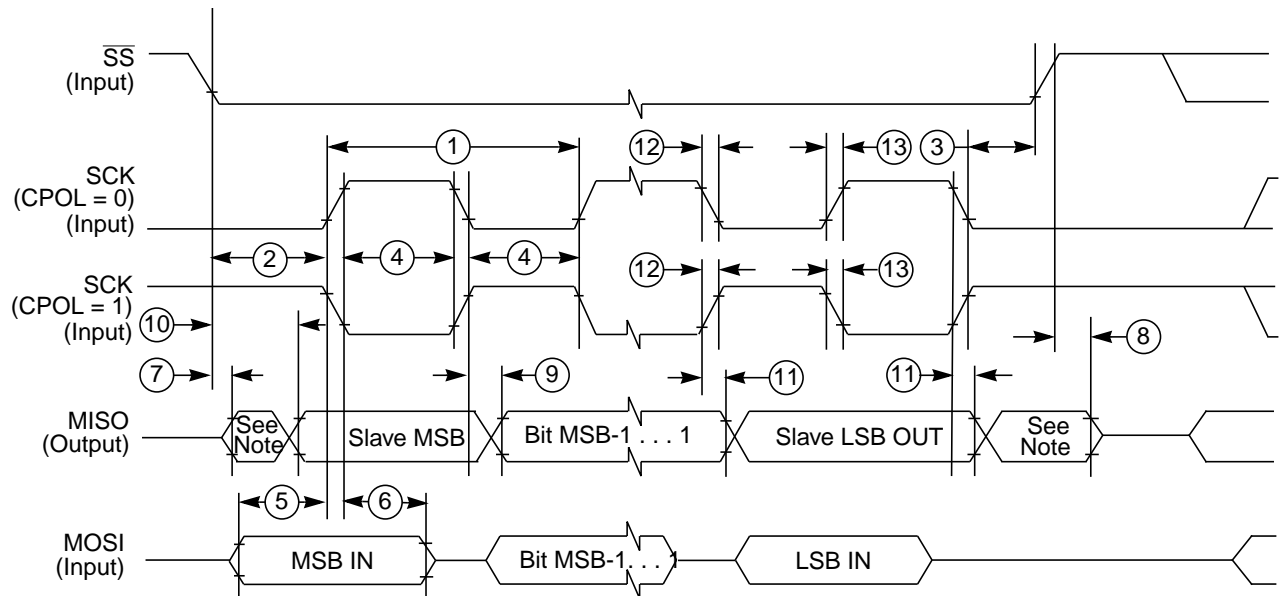 SS
(Input)
1
12
13
3
SCK
(CPOL = 0)
(Input)
2
4
4
12
13
SCK
(CPOL = 1)
(Input)
10
8
7
9
11
11
MISO
(Output)
See
Note
Slave MSB
Bit MSB-1 . . . 1
Slave LSB OUT
See
Note
5
6
MOSI
(Input)
MSB IN
Bit MSB-1. . . 1
LSB IN